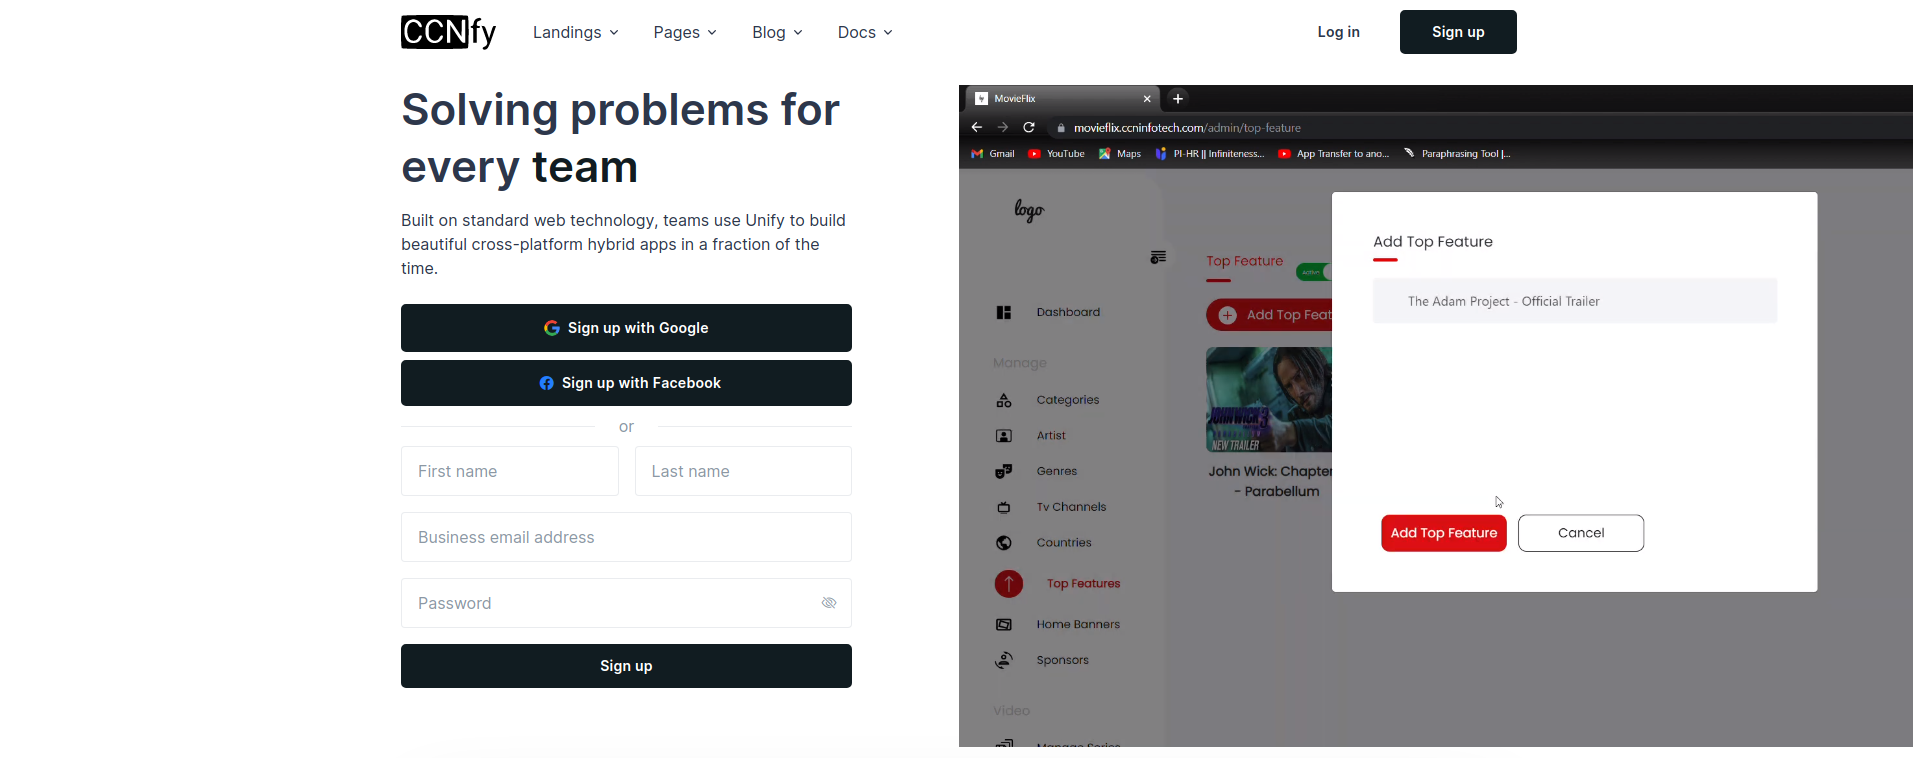 CCNfy
Landings
Pages
Blog
Docs
Log in
Sign up
Solving problems for
every team
Built on standard web technology, teams use Unify to build
beautiful cross-platform hybrid apps in a fraction of the
time.
Sign up with Google
Sign up with Facebook
or
First name
Last name
Business email address
Password
Sign up
MovieFlix
movieflix.ccninfotech.com/admin/top-feature
Gmail
YouTube
Maps
PI-HR || Infiniteness...
App Transfer to ano...
Paraphrasing Tool |...
logo
Dashboard
Manage
Categories
Artist
Genres
Tv Channels
Countries
Top Features
Home Banners
Sponsors
Video
Manage Series
Top Feature
Active
Add Top Feat
JOHN WICK 3
NEW TRAILER
John Wick: Chapter
- Parabellum
Add Top Feature
The Adam Project - Official Trailer
Add Top Feature
Cancel